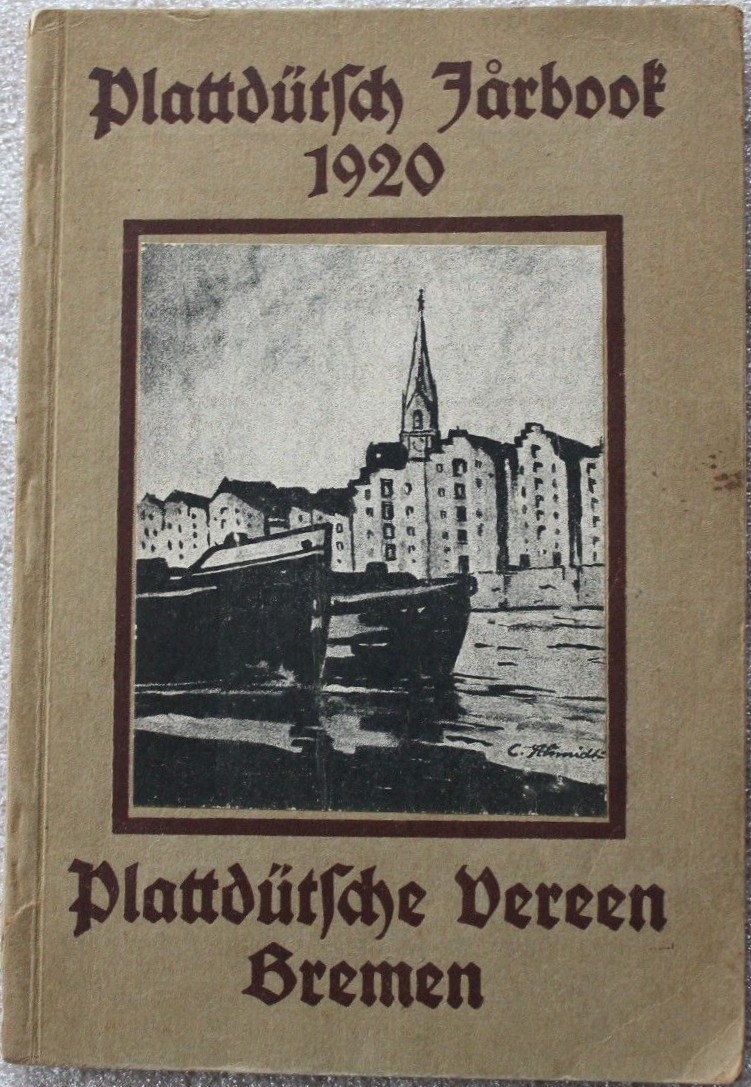 Plattdütſch Jårbook
1920
C. Schmidt
Plattdütſche Vereen
Bremen